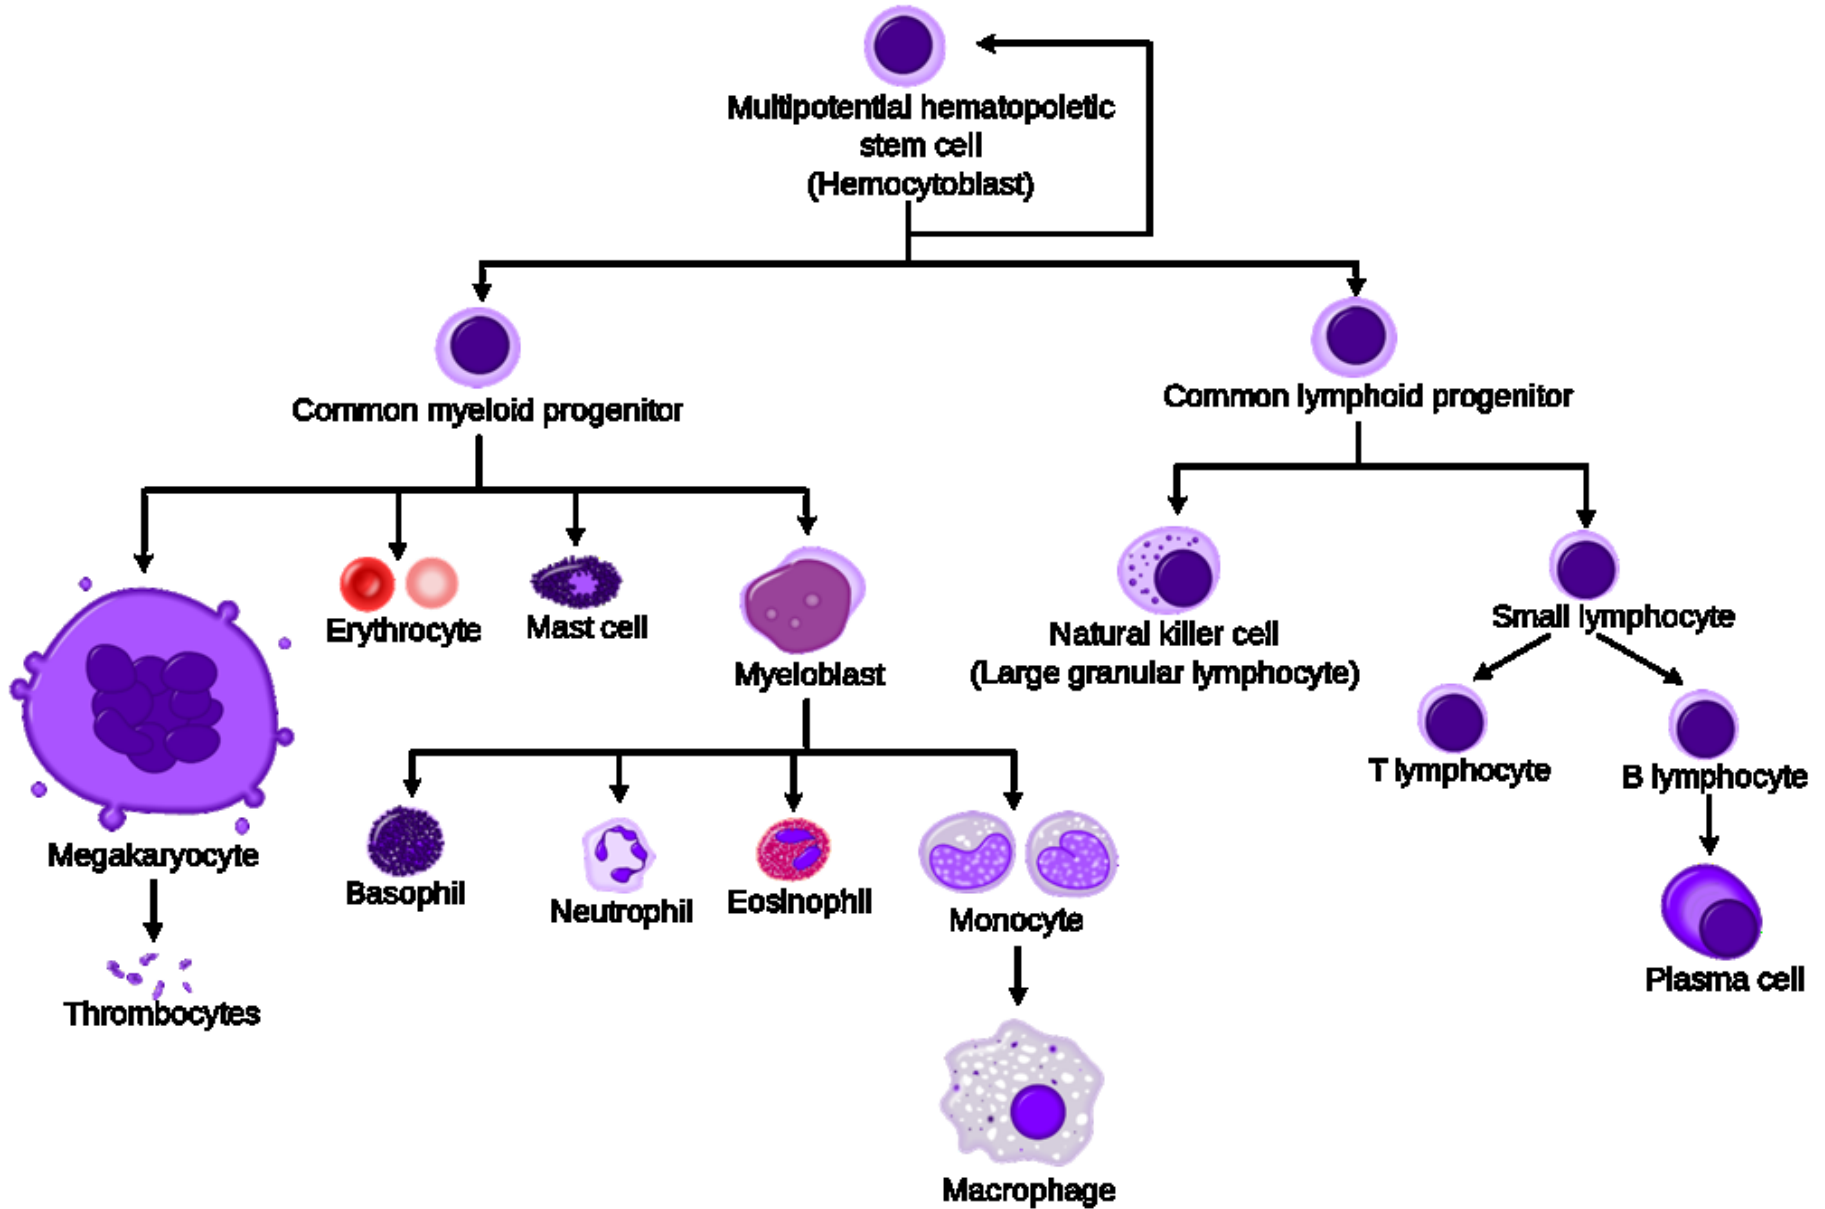 Multipotential hematopoietic
stem cell
(Hemocytoblast)
Common myeloid progenitor
Common lymphoid progenitor
Erythrocyte
Mast cell
Myeloblast
Natural killer cell
(Large granular lymphocyte)
Small lymphocyte
T lymphocyte
B lymphocyte
Megakaryocyte
Basophil
Neutrophil
Eosinophil
Monocyte
Plasma cell
Thrombocytes
Macrophage